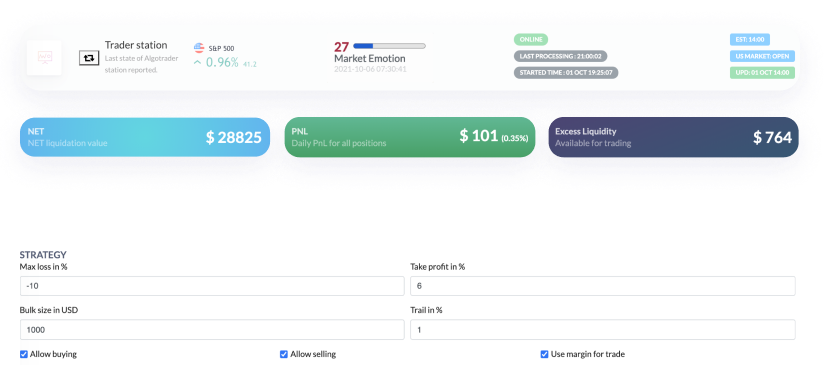 Trader station
Last state of Algotrader
station reported.
S&P 500
0.96% 41.2
27
Market Emotion
2021-10-06 07:30:41
ONLINE
LAST PROCESSING : 21:00:02
STARTED TIME : 01 OCT 19:25:07
EST: 14:00
US MARKET: OPEN
UPD: 01 OCT 14:00
NET
NET liquidation value
$ 28825
PNL
Daily PnL for all positions
$ 101 (0.35%)
Excess Liquidity
Available for trading
$ 764
STRATEGY
Max loss in %
-10
Take profit in %
6
Bulk size in USD
1000
Trail in %
1
Allow buying
Allow selling
Use margin for trade